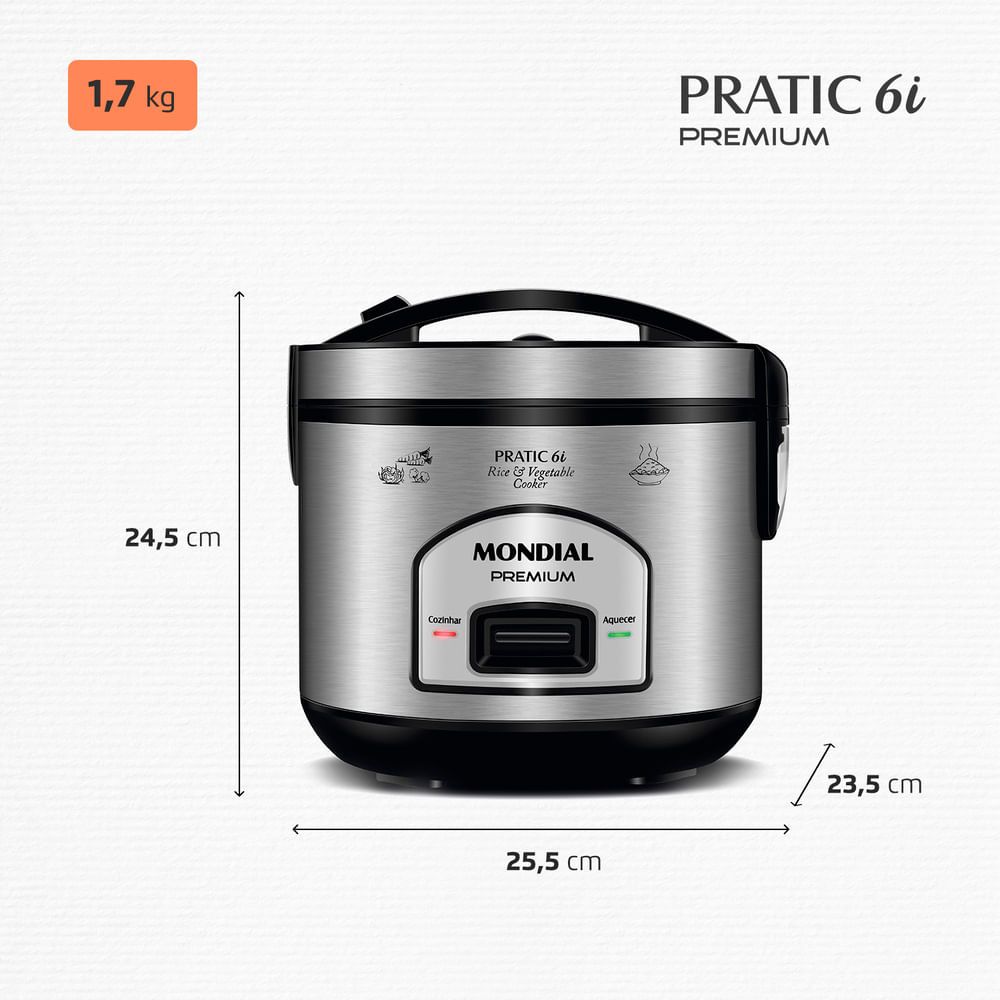 1,7 kg
PRATIC 6i
PREMIUM
PRATIC 6i
Rice & Vegetable
Cooker
MONDIAL
PREMIUM
Cozinhar
Aquecer
24,5 cm
23,5 cm
25,5 cm